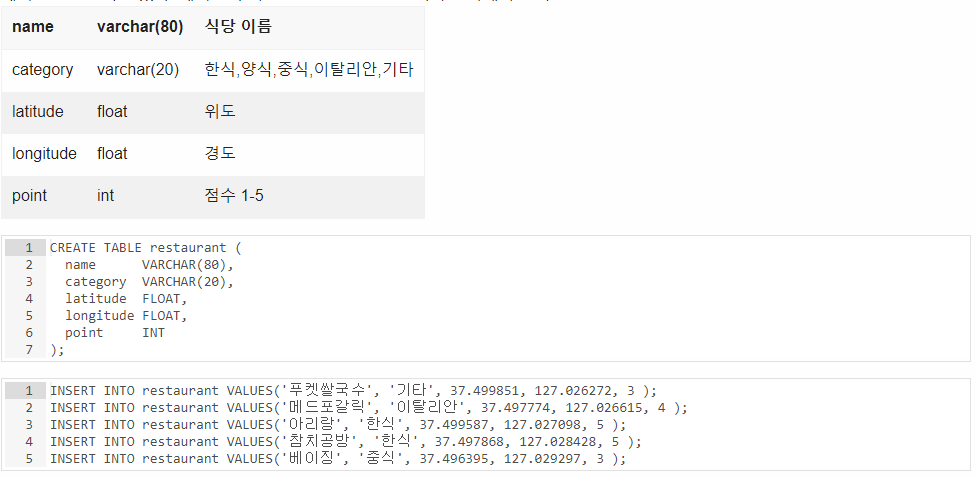 name varchar(80) 식당 이름
category varchar(20) 한식,양식,중식,이탈리안,기타
latitude float 위도
longitude float 경도
point int 점수 1-5
1 CREATE TABLE restaurant (
2 name VARCHAR(80),
3 category VARCHAR(20),
4 latitude FLOAT,
5 longitude FLOAT,
6 point INT
7 );
1 INSERT INTO restaurant VALUES('푸켓쌀국수', '기타', 37.499851, 127.026272, 3 );
2 INSERT INTO restaurant VALUES('메드포갈릭', '이탈리안', 37.497774, 127.026615, 4 );
3 INSERT INTO restaurant VALUES('아리랑', '한식', 37.499587, 127.027098, 5 );
4 INSERT INTO restaurant VALUES('참치공방', '한식', 37.497868, 127.028428, 5 );
5 INSERT INTO restaurant VALUES('베이징', '중식', 37.496395, 127.029297, 3 );